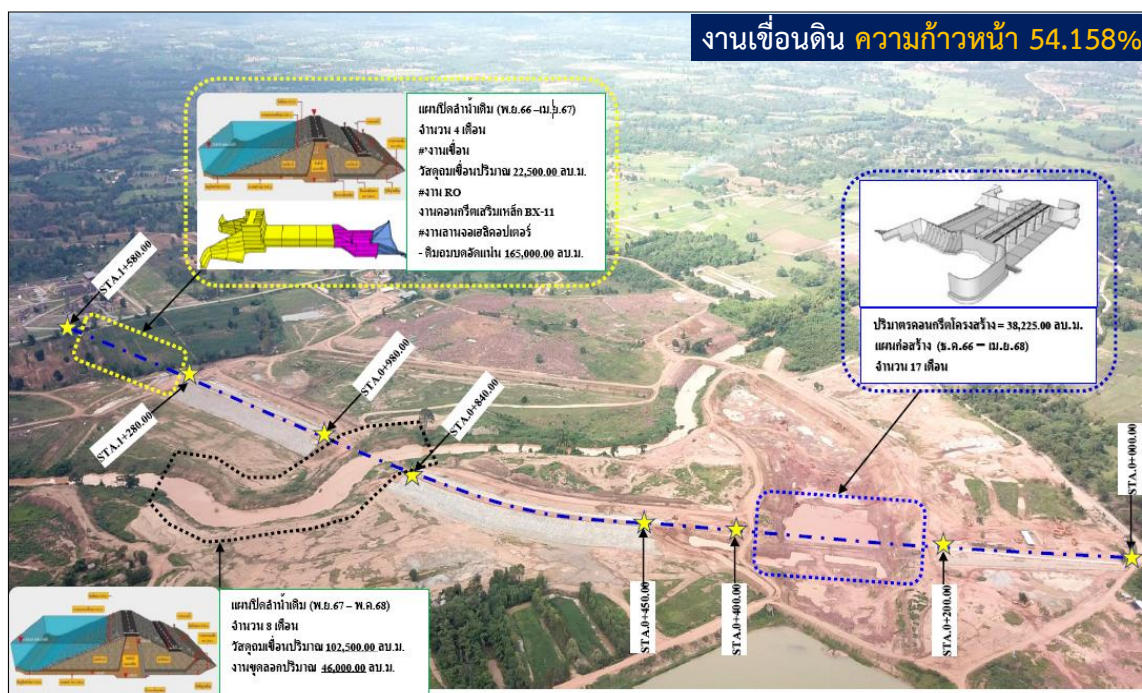 งานเขื่อนดิน ความก้าวหน้า 54.158%
แผนปิดลำน้ำเดิม (พ.ย.66 –เม.ย.67)
จำนวน 4 เดือน
#งานเขื่อน
วัสดุถมเขื่อนปริมาณ 22,500.00 ลบ.ม.
#งาน RO
งานคอนกรีตเสริมเหล็ก BX-11
#งานลานจอเฮลิคอปเตอร์
- ดินถมบดอัดแน่น 165,000.00 ลบ.ม.
ปริมาตรคอนกรีตโครงสร้าง = 38,225.00 ลบ.ม.
แผนก่อสร้าง (ธ.ค.66 – เม.ย.68)
จำนวน 17 เดือน
STA.1+580.00
STA.1+280.00
STA.0+980.00
STA.0+840.00
STA.0+450.00
STA.0+400.00
STA.0+200.00
STA.0+000.00
แผนปิดลำน้ำเดิม (พ.ย.67 – พ.ค.68)
จำนวน 8 เดือน
วัสดุถมเขื่อนปริมาณ 102,500.00 ลบ.ม.
งานขุดลอกปริมาณ 46,000.00 ลบ.ม.